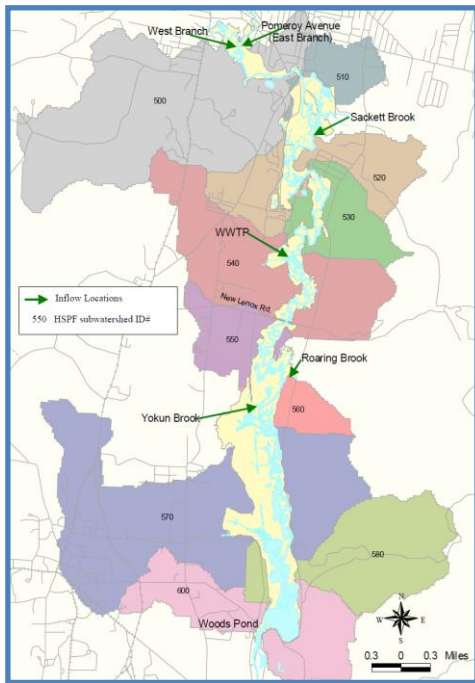 West Branch
Pomeroy Avenue
(East Branch)
510
500
Sackett Brook
520
530
WWTP
540
New Lenox Rd.
Inflow Locations
550 HSPF subwatershed ID#
550
Roaring Brook
560
Yokun Brook
570
580
600
Woods Pond
N
W E
S
0.3 0 0.3 Miles